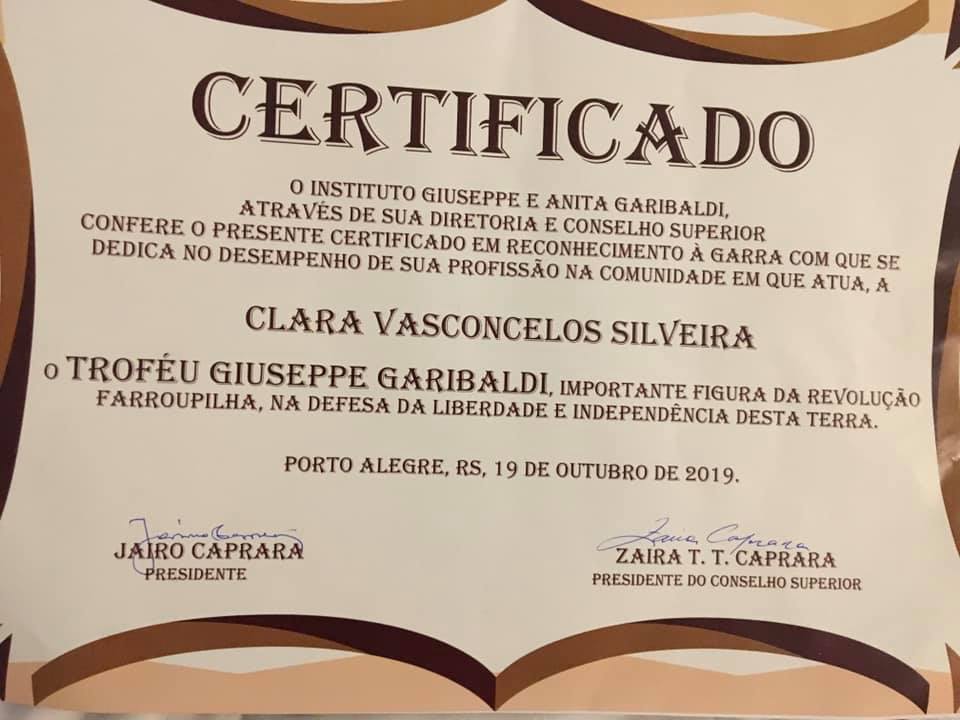 CERTIFICADO
O INSTITUTO GIUSEPPE E ANITA GARIBALDI,
ATRAVÉS DE SUA DIRETORIA E CONSELHO SUPERIOR
CONFERE O PRESENTE CERTIFICADO EM RECONHECIMENTO À GARRA COM QUE SE
DEDICA NO DESEMPENHO DE SUA PROFISSÃO NA COMUNIDADE EM QUE ATUA, A
CLARA VASCONCELOS SILVEIRA
O TROFÉU GIUSEPPE GARIBALDI, IMPORTANTE FIGURA DA REVOLUÇÃO
FARROUPILHA, NA DEFESA DA LIBERDADE E INDEPENDÊNCIA DESTA TERRA.
PORTO ALEGRE, RS, 19 DE OUTUBRO DE 2019.
Zaira Caprara
JAIRO CAPRARA
ZAIRA T. T. CAPRARA
PRESIDENTE
PRESIDENTE DO CONSELHO SUPERIOR